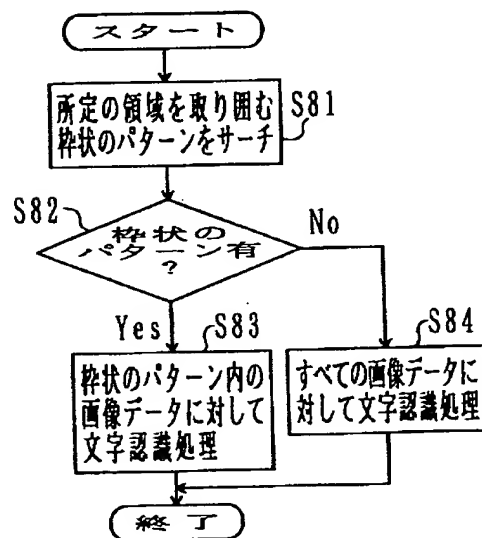 スタート
所定の領域を取り囲む
枠状のパターンをサーチ
S81
S82
枠状の
パターン有
?
No
Yes
S83
S84
枠状のパターン内の
画像データに対して
文字認識処理
すべての画像データに
対して文字認識処理
終了